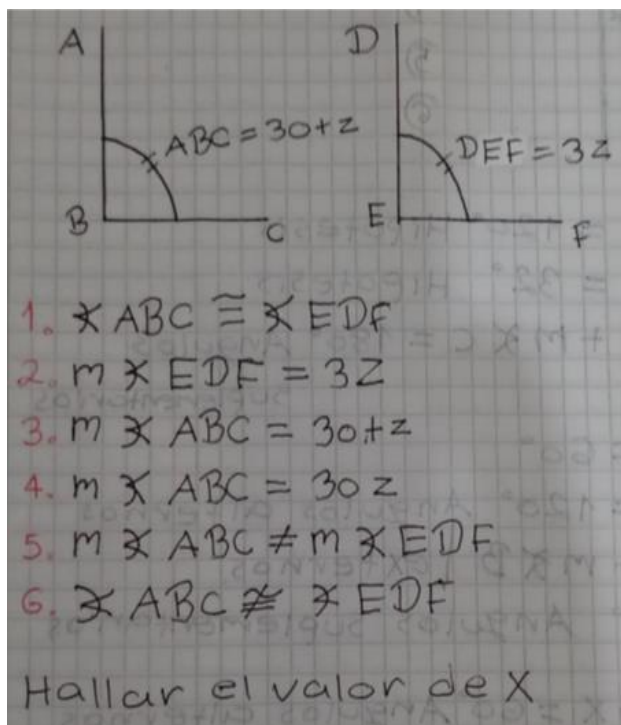 A D
ABC = 30 + z DEF = 3z
B C E F
1. ∢ ABC ≅ ∢ EDF
2. m ∢ EDF = 3z
3. m ∢ ABC = 30 + z
4. m ∢ ABC = 30 z
5. m ∢ ABC ≠ m ∢ EDF
6. ∢ ABC ≇ ∢ EDF
Hallar el valor de X